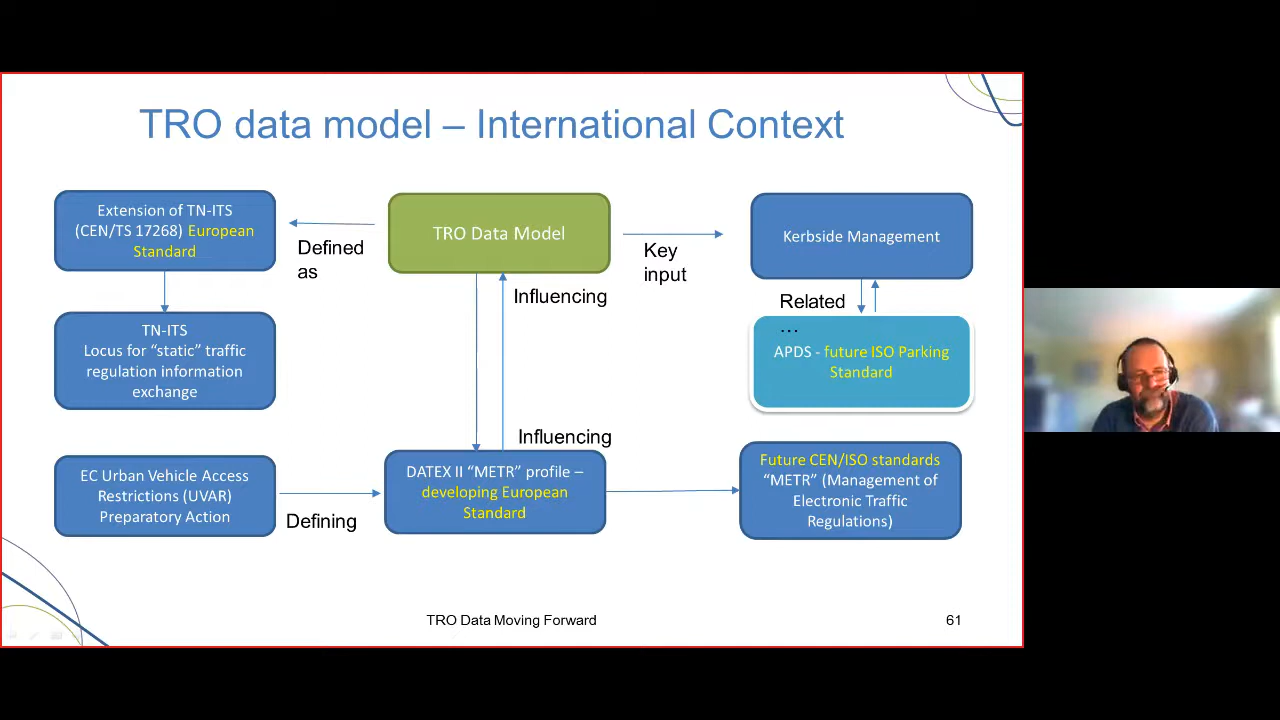 TRO data model – International Context
Extension of TN-ITS
(CEN/TS 17268) European
Standard
Defined
as
TRO Data Model
Key
input
Kerbside Management
Influencing
Related
...
TN-ITS
Locus for “static” traffic
regulation information
exchange
APDS - future ISO Parking
Standard
Influencing
EC Urban Vehicle Access
Restrictions (UVAR)
Preparatory Action
Defining
DATEX II “METR” profile –
developing European
Standard
Future CEN/ISO standards
“METR” (Management of
Electronic Traffic
Regulations)
TRO Data Moving Forward
61